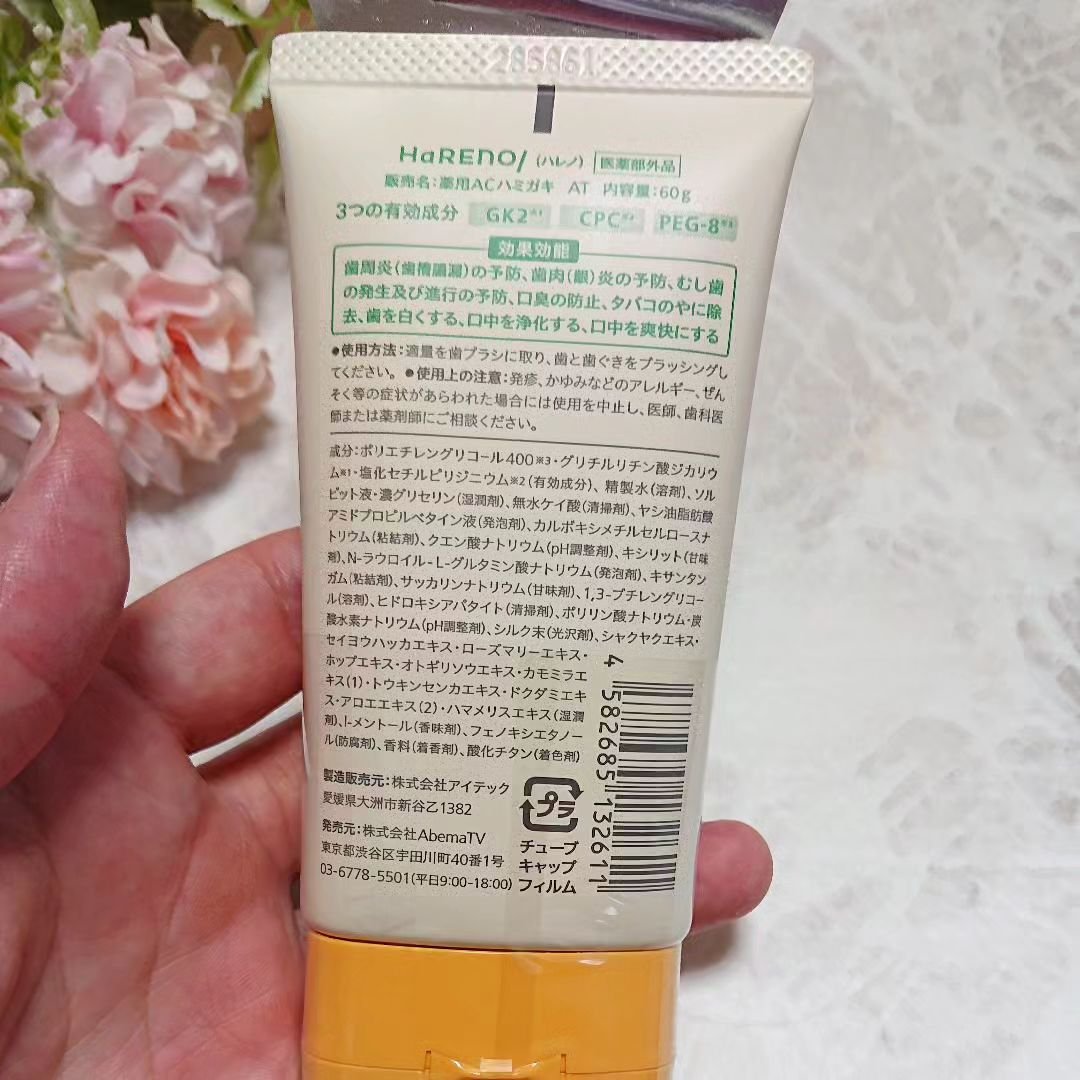 285861
HaRENO/ (ハレノ) 医薬部外品
販売名:薬用ACハミガキ AT 内容量:60g
3つの有効成分 GK2※1 CPC※2 PEG-8※3
効果効能
歯周炎(歯槽膿漏)の予防、歯肉(齦)炎の予防、むし歯
の発生及び進行の予防、口臭の防止、タバコのやに除
去、歯を白くする、口中を浄化する、口中を爽快にする
●使用方法:適量を歯ブラシに取り、歯と歯ぐきをブラッシングし
てください。 ●使用上の注意:発疹、かゆみなどのアレルギー、ぜん
そく等の症状があらわれた場合には使用を中止し、医師、歯科医
師または薬剤師にご相談ください。
成分:ポリエチレングリコール400※3・グリチルリチン酸ジカリウ
ム※1・塩化セチルピリジニウム※2(有効成分)、精製水(溶剤)、ソル
ビット液・濃グリセリン(湿潤剤)、無水ケイ酸(清掃剤)、ヤシ油脂肪酸
アミドプロピルベタイン液(発泡剤)、カルボキシメチルセルロースナ
トリウム(粘結剤)、クエン酸ナトリウム(pH調整剤)、キシリット(甘味
剤)、N-ラウロイル-L-グルタミン酸ナトリウム(発泡剤)、キサンタン
ガム(粘結剤)、サッカリンナトリウム(甘味剤)、1,3-ブチレングリコー
ル(溶剤)、ヒドロキシアパタイト(清掃剤)、ポリリン酸ナトリウム・炭
酸水素ナトリウム(pH調整剤)、シルク末(光沢剤)、シャクヤクエキス・
セイヨウハッカエキス・ローズマリーエキス・
ホップエキス・オトギリソウエキス・カモミラエ
キス(1)・トウキンセンカエキス・ドクダミエキ
ス・アロエエキス(2)・ハマメリスエキス(湿潤
剤)、l-メントール(香味剤)、フェノキシエタノー
ル(防腐剤)、香料(着香剤)、酸化チタン(着色剤)
製造販売元:株式会社アイテック
愛媛県大洲市新谷乙1382
発売元:株式会社AbemaTV
東京都渋谷区宇田川町40番1号
03-6778-5501(平日9:00-18:00)
プラ
チューブ
キャップ
フィルム
4 582685 132611